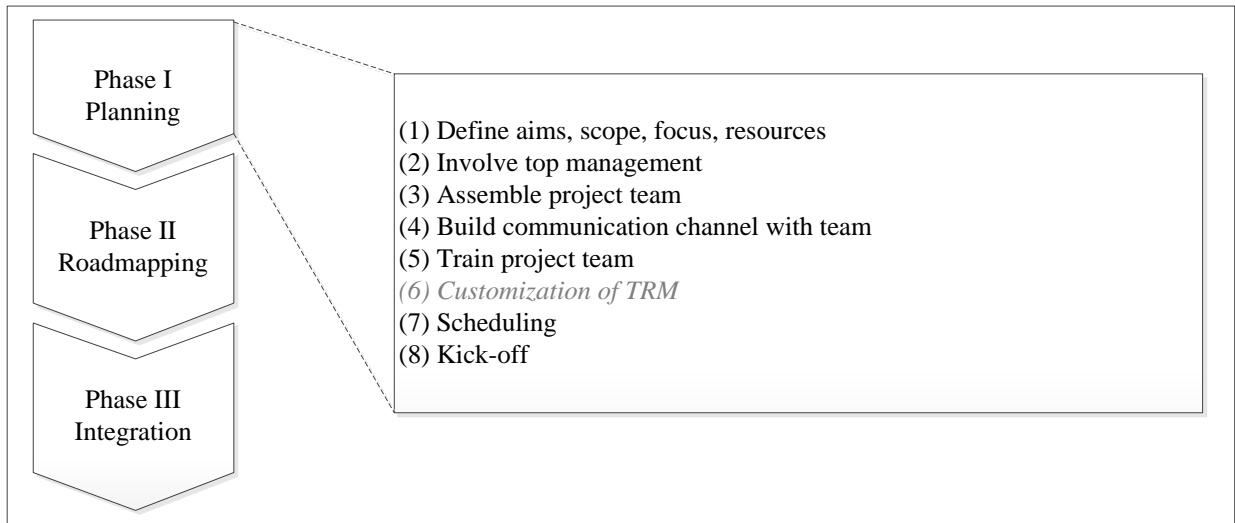 Phase I
Planning
Phase II
Roadmapping
Phase III
Integration
(1) Define aims, scope, focus, resources
(2) Involve top management
(3) Assemble project team
(4) Build communication channel with team
(5) Train project team
(6) Customization of TRM
(7) Scheduling
(8) Kick-off